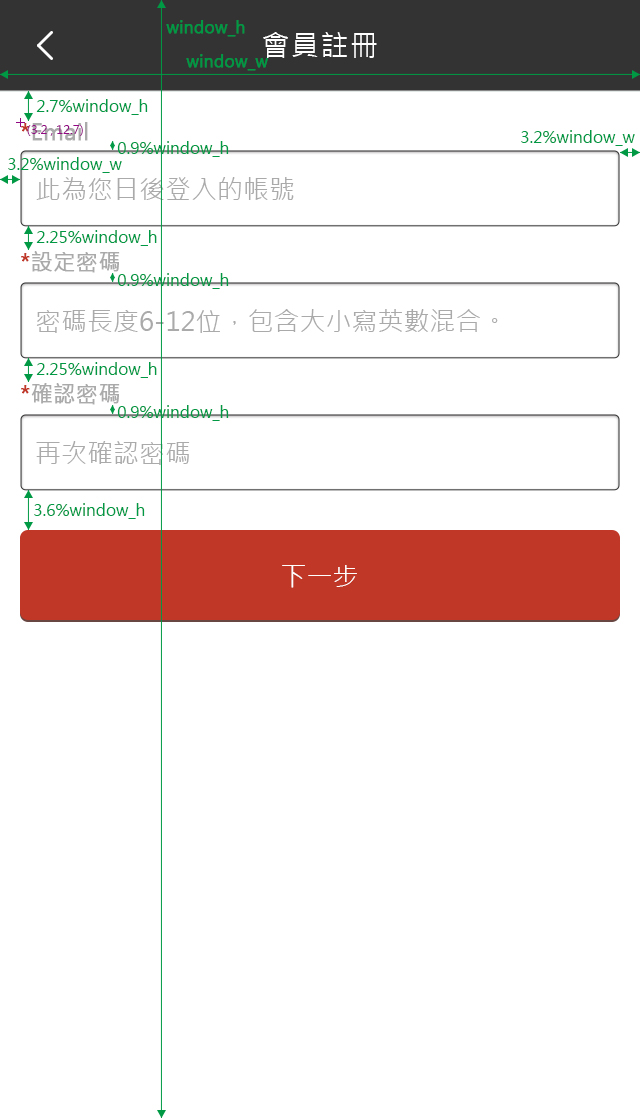 window_h
會員註冊
window_w
2.7%window_h
*Email
(3.2 , 12.7)
3.2%window_w
0.9%window_h
3.2%window_w
此為您日後登入的帳號
2.25%window_h
*設定密碼
0.9%window_h
密碼長度6-12位，包含大小寫英數混合。
2.25%window_h
*確認密碼
0.9%window_h
再次確認密碼
3.6%window_h
下一步